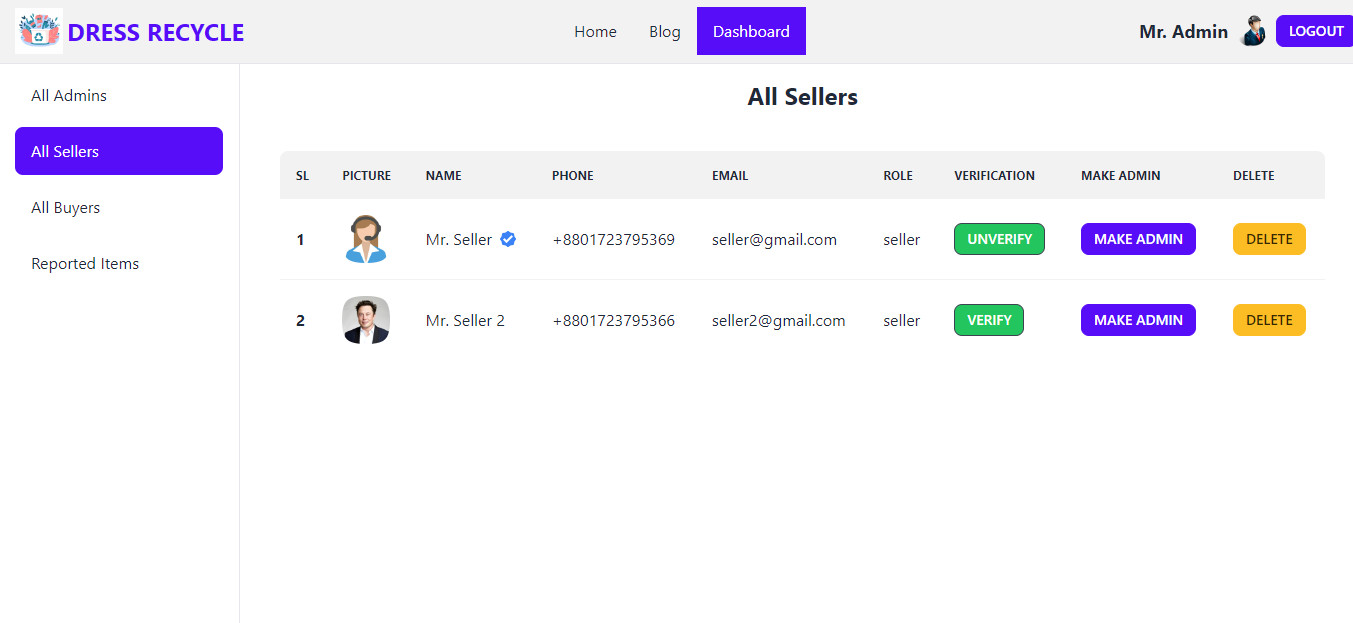 DRESS RECYCLE
Home Blog Dashboard
Mr. Admin LOGOUT
All Admins
All Sellers
All Buyers
Reported Items
All Sellers
SL PICTURE NAME PHONE EMAIL ROLE VERIFICATION MAKE ADMIN DELETE
1 Mr. Seller +8801723795369 seller@gmail.com seller UNVERIFY MAKE ADMIN DELETE
2 Mr. Seller 2 +8801723795366 seller2@gmail.com seller VERIFY MAKE ADMIN DELETE